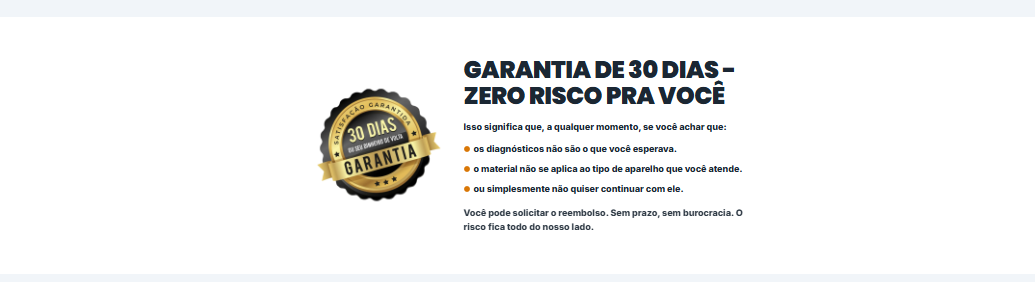 GARANTIA DE 30 DIAS –
ZERO RISCO PRA VOCÊ
SATISFAÇÃO GARANTIDA
30 DIAS
OU SEU DINHEIRO DE VOLTA
GARANTIA
Isso significa que, a qualquer momento, se você achar que:
os diagnósticos não são o que você esperava.
o material não se aplica ao tipo de aparelho que você atende.
ou simplesmente não quiser continuar com ele.
Você pode solicitar o reembolso. Sem prazo, sem burocracia. O
risco fica todo do nosso lado.